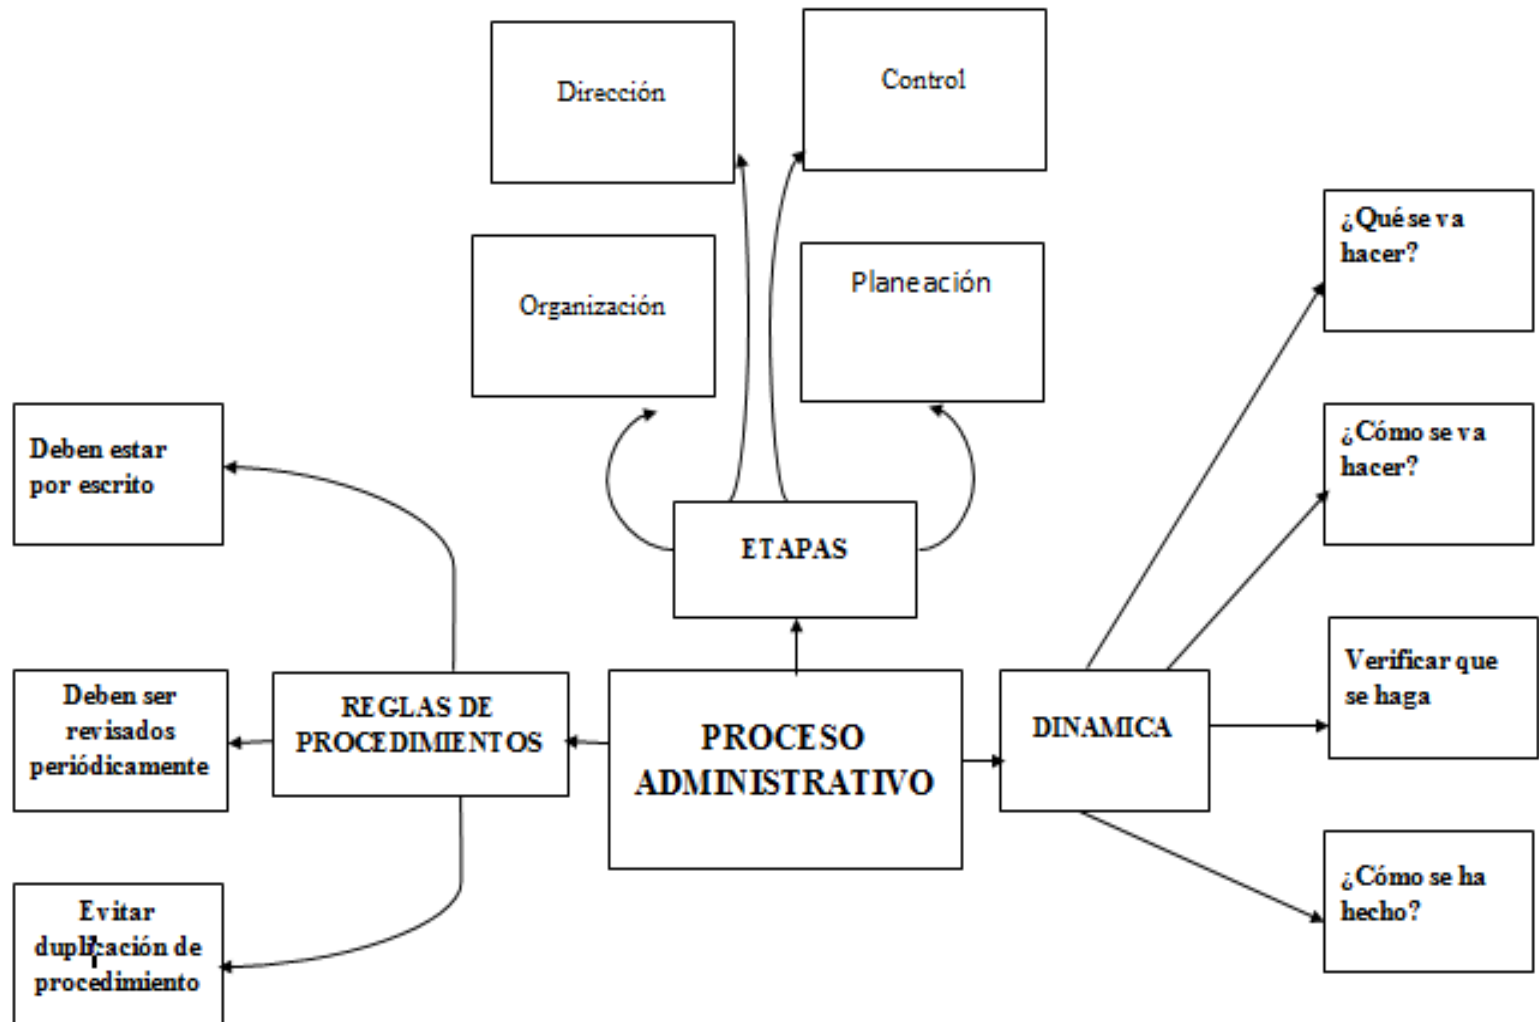 Dirección
Control
Organización
Planeación
¿Qué se va
hacer?
¿Cómo se va
hacer?
Deben estar
por escrito
ETAPAS
Verificar que
se haga
Deben ser
revisados
periódicamente
REGLAS DE
PROCEDIMIENTOS
PROCESO
ADMINISTRATIVO
DINAMICA
¿Cómo se ha
hecho?
Evitar
duplicación de
procedimiento